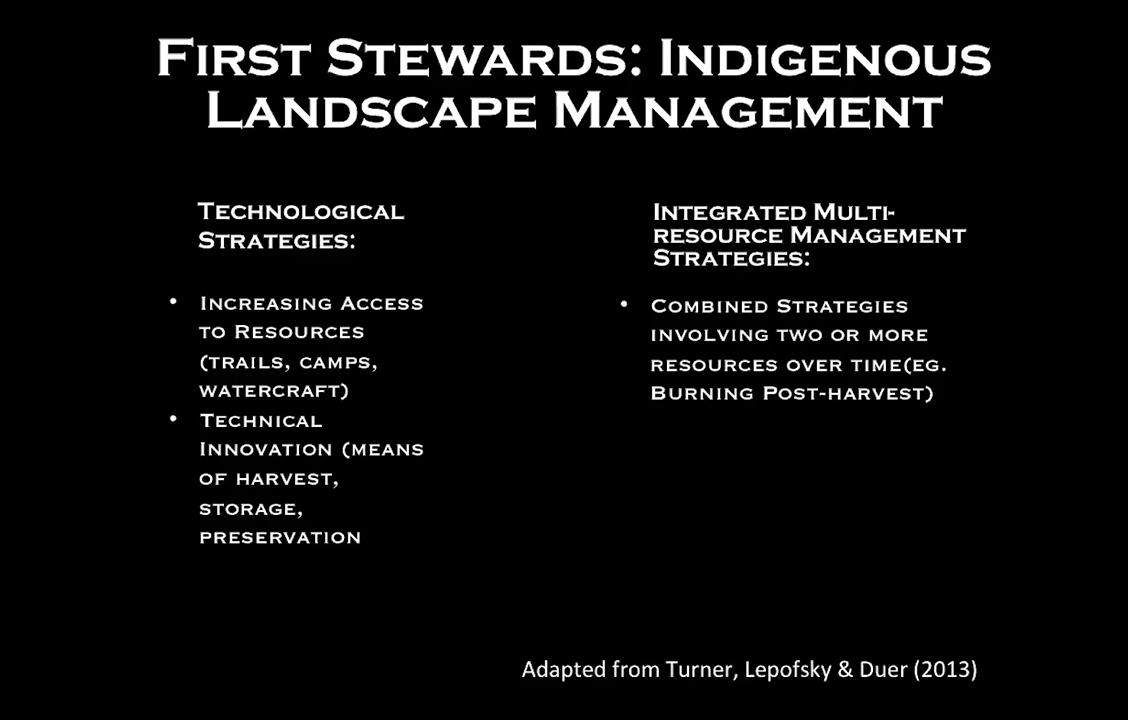 First Stewards: Indigenous
Landscape Management
Technological
Strategies:
• Increasing Access
to Resources
(trails, camps,
watercraft)
• Technical
Innovation (means
of harvest,
storage,
preservation
Integrated Multi-
resource Management
Strategies:
• Combined Strategies
involving two or more
resources over time(eg.
Burning Post-harvest)
Adapted from Turner, Lepofsky & Duer (2013)